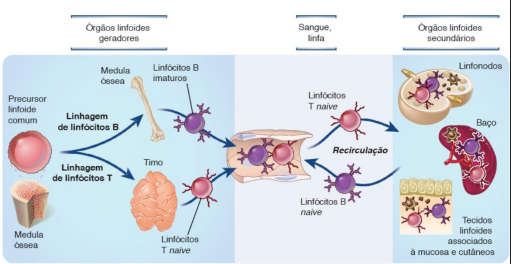 Órgãos linfoides
geradores
Sangue,
linfa
Órgãos linfoides
secundários
Precursor
linfoide
comum
Medula
óssea
Linfócitos B
imaturos
Linhagem
de linfócitos B
Linhagem
de linfócitos T
Timo
Medula
óssea
Linfócitos
T naive
Linfócitos
T naive
Recirculação
Linfócitos B
naive
Linfonodos
Baço
Tecidos
linfoides
associados
à mucosa e cutâneos